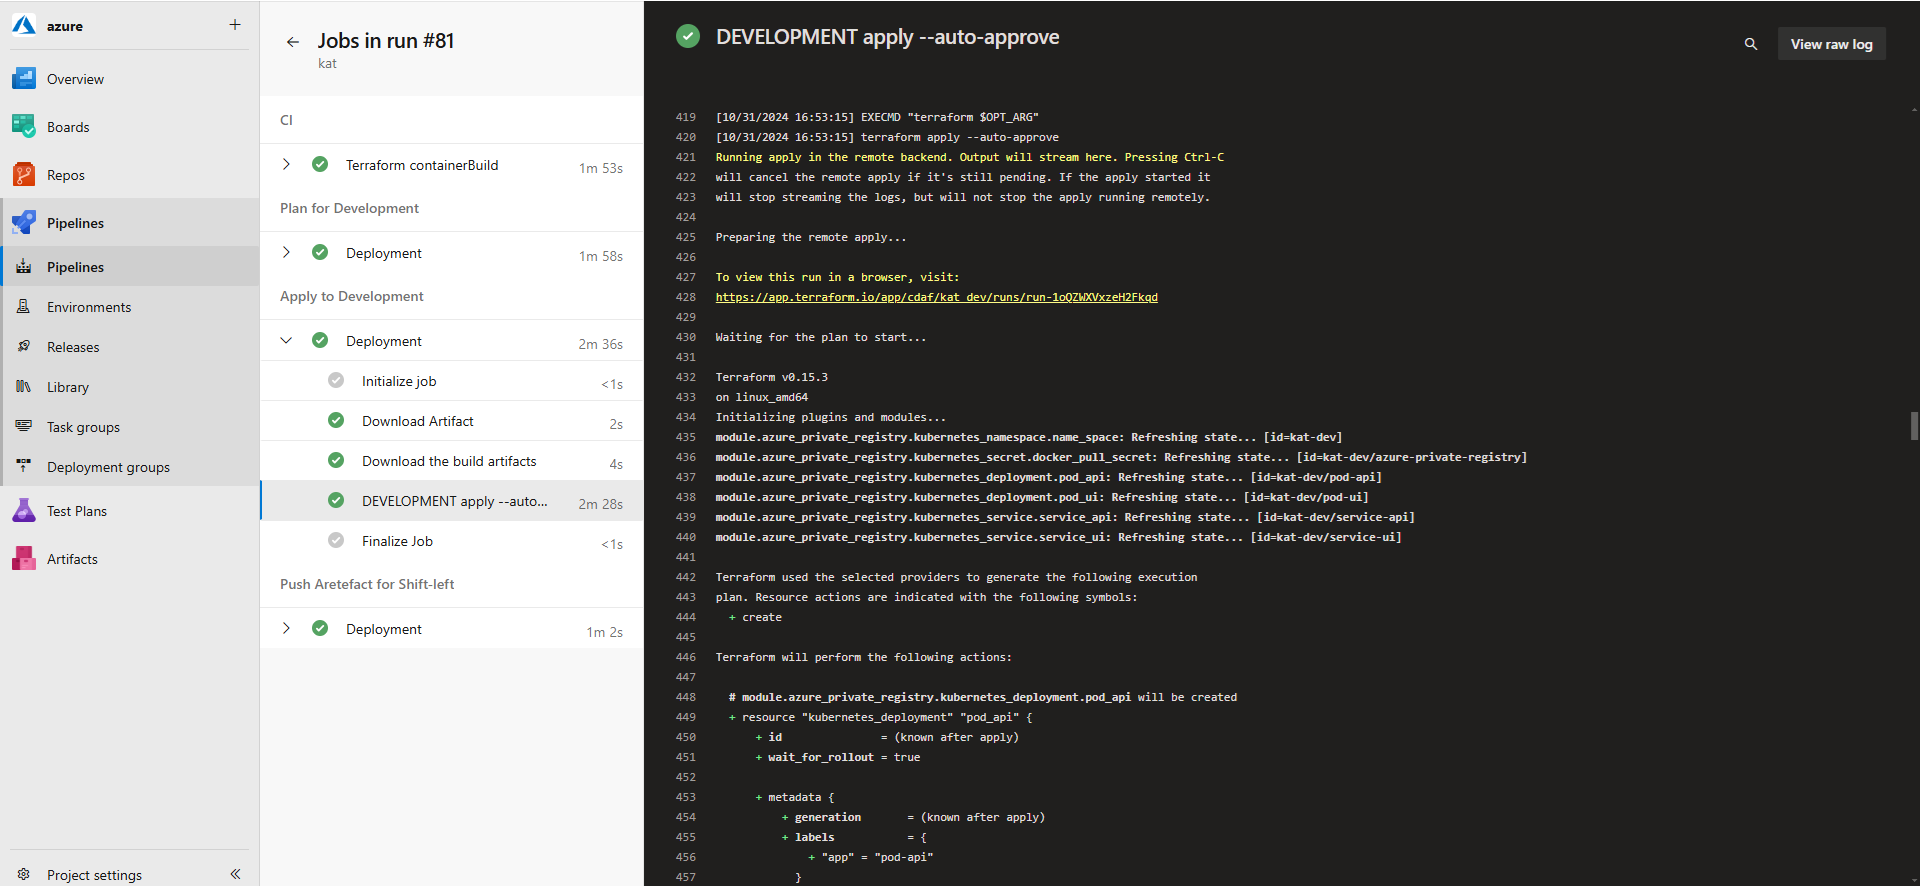 azure
+
Overview
Boards
Repos
Pipelines
Pipelines
Environments
Releases
Library
Task groups
Deployment groups
Test Plans
Artifacts
Project settings
Jobs in run #81
kat
CI
Terraform containerBuild 1m 53s
Plan for Development
Deployment 1m 58s
Apply to Development
Deployment 2m 36s
Initialize job <1s
Download Artifact 2s
Download the build artifacts 4s
DEVELOPMENT apply --auto... 2m 28s
Finalize Job <1s
Push Aretefact for Shift-left
Deployment 1m 2s
DEVELOPMENT apply --auto-approve
View raw log
419 [10/31/2024 16:53:15] EXECMD "terraform $OPT_ARG"
420 [10/31/2024 16:53:15] terraform apply --auto-approve
421 Running apply in the remote backend. Output will stream here. Pressing Ctrl-C
422 will cancel the remote apply if it's still pending. If the apply started it
423 will stop streaming the logs, but will not stop the apply running remotely.
424
425 Preparing the remote apply...
426
427 To view this run in a browser, visit:
428 https://app.terraform.io/app/cdaf/kat_dev/runs/run-1oQZWXVxzeH2Fkqd
429
430 Waiting for the plan to start...
431
432 Terraform v0.15.3
433 on linux_amd64
434 Initializing plugins and modules...
435 module.azure_private_registry.kubernetes_namespace.name_space: Refreshing state... [id=kat-dev]
436 module.azure_private_registry.kubernetes_secret.docker_pull_secret: Refreshing state... [id=kat-dev/azure-private-registry]
437 module.azure_private_registry.kubernetes_deployment.pod_api: Refreshing state... [id=kat-dev/pod-api]
438 module.azure_private_registry.kubernetes_deployment.pod_ui: Refreshing state... [id=kat-dev/pod-ui]
439 module.azure_private_registry.kubernetes_service.service_api: Refreshing state... [id=kat-dev/service-api]
440 module.azure_private_registry.kubernetes_service.service_ui: Refreshing state... [id=kat-dev/service-ui]
441
442 Terraform used the selected providers to generate the following execution
443 plan. Resource actions are indicated with the following symbols:
444 + create
445
446 Terraform will perform the following actions:
447
448 # module.azure_private_registry.kubernetes_deployment.pod_api will be created
449 + resource "kubernetes_deployment" "pod_api" {
450 + id = (known after apply)
451 + wait_for_rollout = true
452
453 + metadata {
454 + generation = (known after apply)
455 + labels = {
456 + "app" = "pod-api"
457 }